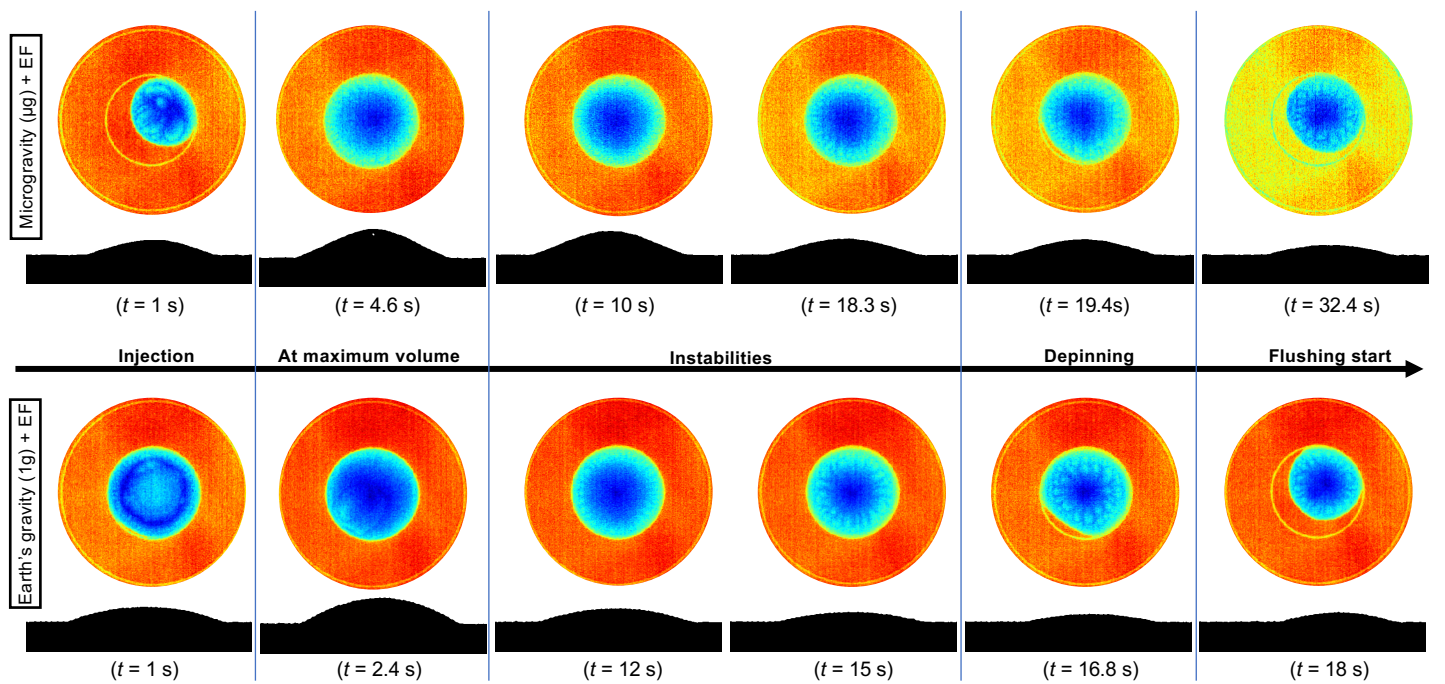 Microgravity (µg) + EF
(t = 1 s)
(t = 4.6 s)
(t = 10 s)
(t = 18.3 s)
(t = 19.4s)
(t = 32.4 s)
Injection
At maximum volume
Instabilities
Depinning
Flushing start
Earth's gravity (1g) + EF
(t = 1 s)
(t = 2.4 s)
(t = 12 s)
(t = 15 s)
(t = 16.8 s)
(t = 18 s)